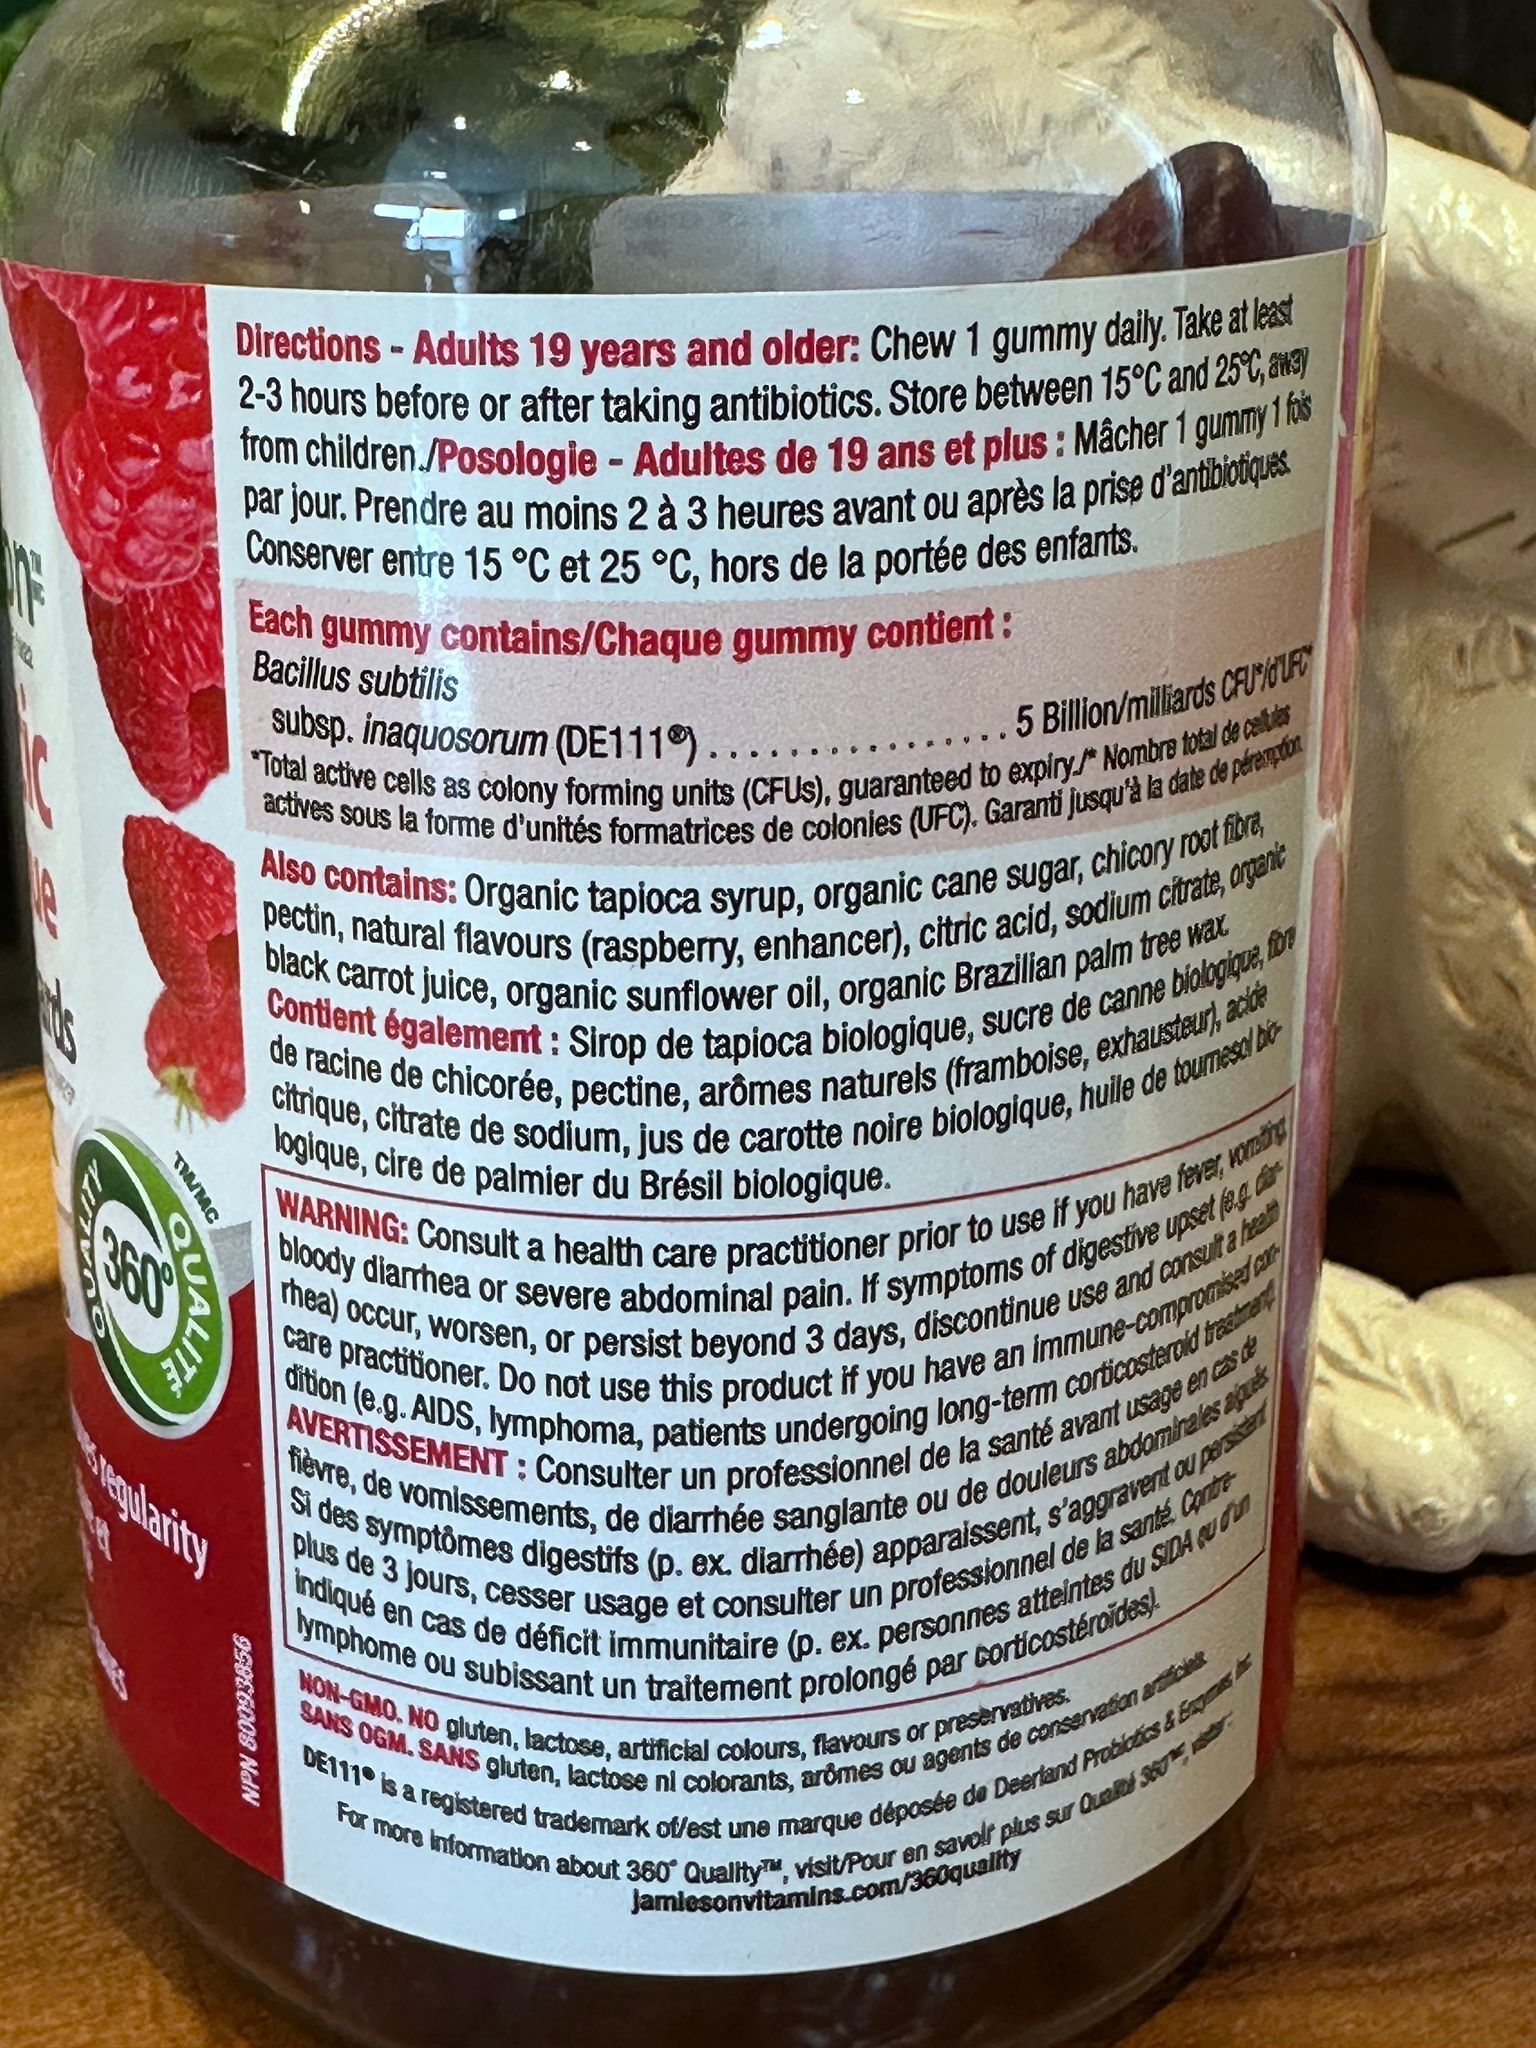 Directions - Adults 19 years and older: Chew 1 gummy daily. Take at least
2-3 hours before or after taking antibiotics. Store between 15°C and 25°C, away
from children./Posologie - Adultes de 19 ans et plus : Mâcher 1 gummy 1 fois
par jour. Prendre au moins 2 à 3 heures avant ou après la prise d'antibiotiques.
Conserver entre 15 °C et 25 °C, hors de la portée des enfants.
Each gummy contains/Chaque gummy contient :
Bacillus subtilis
subsp. inaquosorum (DE111®) ................ 5 Billion/milliards CFU*/d'UFC*
*Total active cells as colony forming units (CFUs), guaranteed to expiry./* Nombre total de cellules
actives sous la forme d'unités formatrices de colonies (UFC). Garanti jusqu'à la date de péremption.
Also contains: Organic tapioca syrup, organic cane sugar, chicory root fibre,
pectin, natural flavours (raspberry, enhancer), citric acid, sodium citrate, organic
black carrot juice, organic sunflower oil, organic Brazilian palm tree wax.
Contient également : Sirop de tapioca biologique, sucre de canne biologique, fibre
de racine de chicorée, pectine, arômes naturels (framboise, exhausteur), acide
citrique, citrate de sodium, jus de carotte noire biologique, huile de tournesol bio-
logique, cire de palmier du Brésil biologique.
WARNING: Consult a health care practitioner prior to use if you have fever, vomiting,
bloody diarrhea or severe abdominal pain. If symptoms of digestive upset (e.g. diar-
rhea) occur, worsen, or persist beyond 3 days, discontinue use and consult a health
care practitioner. Do not use this product if you have an immune-compromised con-
dition (e.g. AIDS, lymphoma, patients undergoing long-term corticosteroid treatment).
AVERTISSEMENT : Consulter un professionnel de la santé avant usage en cas de
fièvre, de vomissements, de diarrhée sanglante ou de douleurs abdominales aiguës.
Si des symptômes digestifs (p. ex. diarrhée) apparaissent, s'aggravent ou persistent
plus de 3 jours, cesser usage et consulter un professionnel de la santé. Contre-
indiqué en cas de déficit immunitaire (p. ex. personnes atteintes du SIDA ou d'un
lymphome ou subissant un traitement prolongé par corticostéroïdes).
NON-GMO. NO gluten, lactose, artificial colours, flavours or preservatives.
SANS OGM. SANS gluten, lactose ni colorants, arômes ou agents de conservation artificiels.
DE111® is a registered trademark of/est une marque déposée de Deerland Probiotics & Enzymes, Inc.
For more information about 360° Quality™, visit/Pour en savoir plus sur Qualité 360™, visiter :
jamiesonvitamins.com/360quality
NPN 80093856
TM/MC
QUALITY
360°
QUALITÉ
regularity